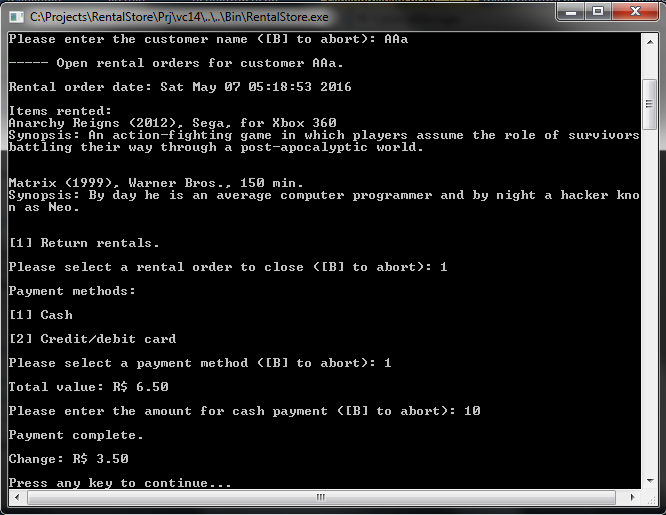 C:\Projects\RentalStore\Prj\vc14\..\..\Bin\RentalStore.exe
Please enter the customer name ([B] to abort): AAa
----- Open rental orders for customer AAa.
Rental order date: Sat May 07 05:18:53 2016
Items rented:
Anarchy Reigns (2012), Sega, for Xbox 360
Synopsis: An action-fighting game in which players assume the role of survivors
battling their way through a post-apocalyptic world.
Matrix (1999), Warner Bros., 150 min.
Synopsis: By day he is an average computer programmer and by night a hacker kno
n as Neo.
[1] Return rentals.
Please select a rental order to close ([B] to abort): 1
Payment methods:
[1] Cash
[2] Credit/debit card
Please select a payment method ([B] to abort): 1
Total value: R$ 6.50
Please enter the amount for cash payment ([B] to abort): 10
Payment complete.
Change: R$ 3.50
Press any key to continue...